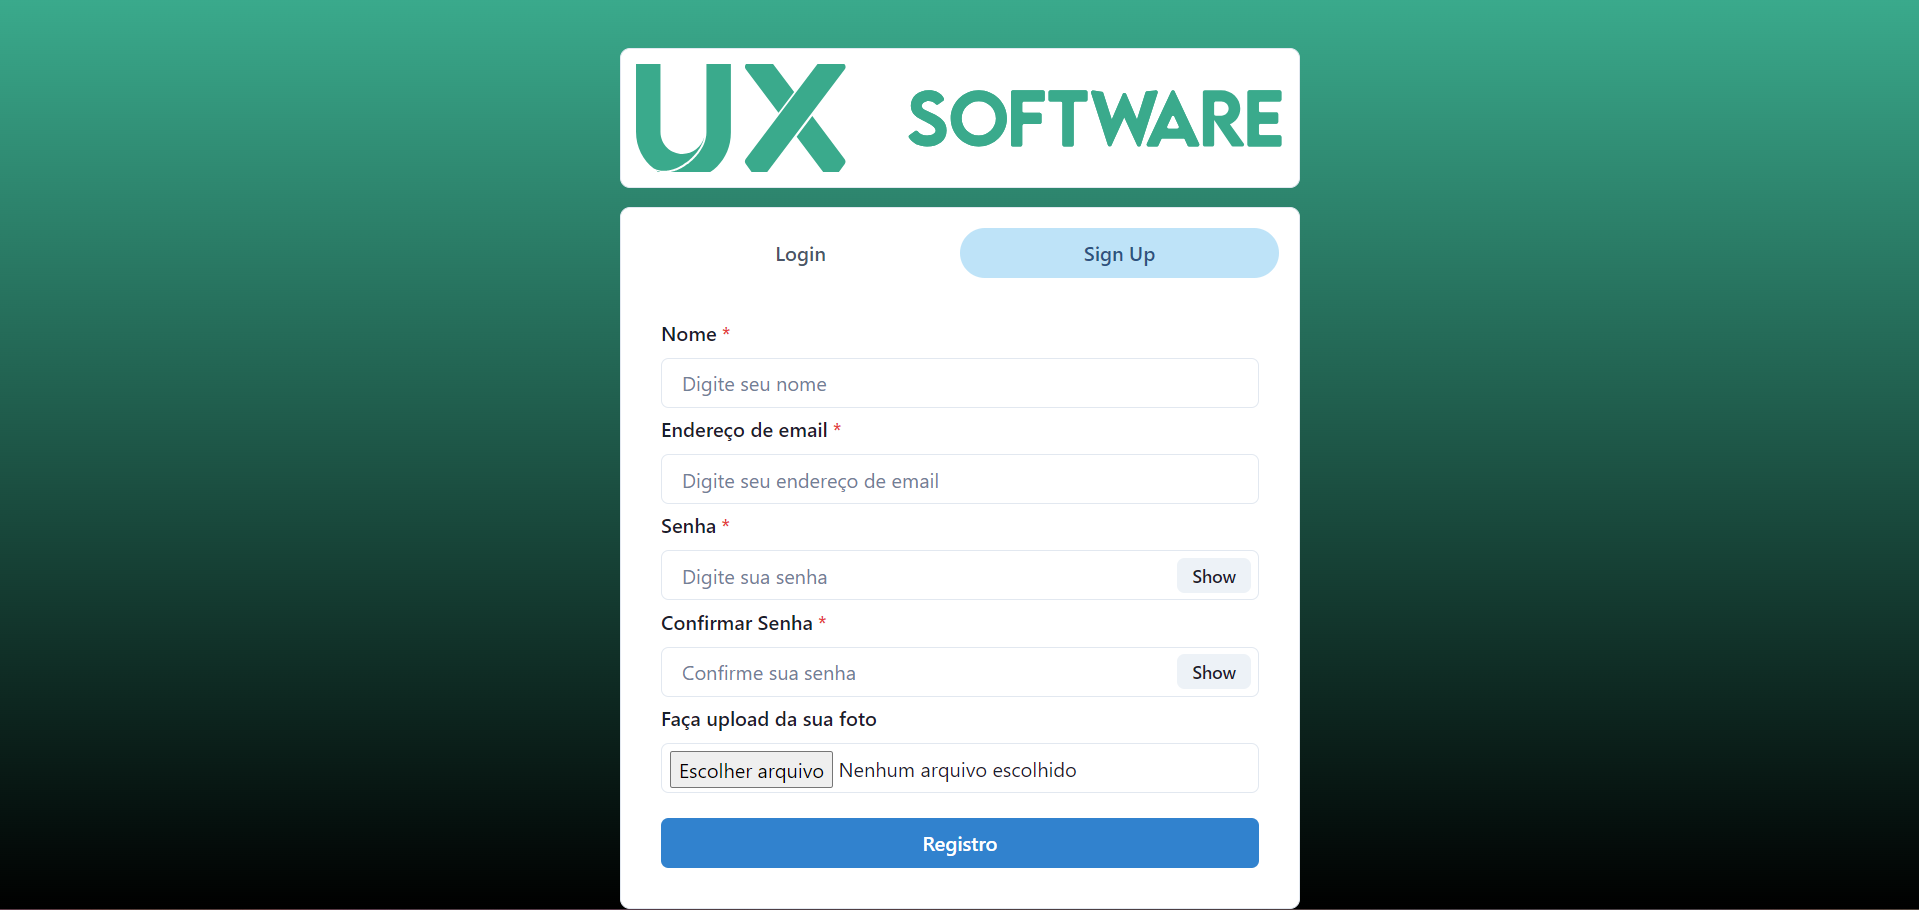 UX SOFTWARE
Login Sign Up
Nome *
Digite seu nome
Endereço de email *
Digite seu endereço de email
Senha *
Digite sua senha Show
Confirmar Senha *
Confirme sua senha Show
Faça upload da sua foto
Escolher arquivo Nenhum arquivo escolhido
Registro